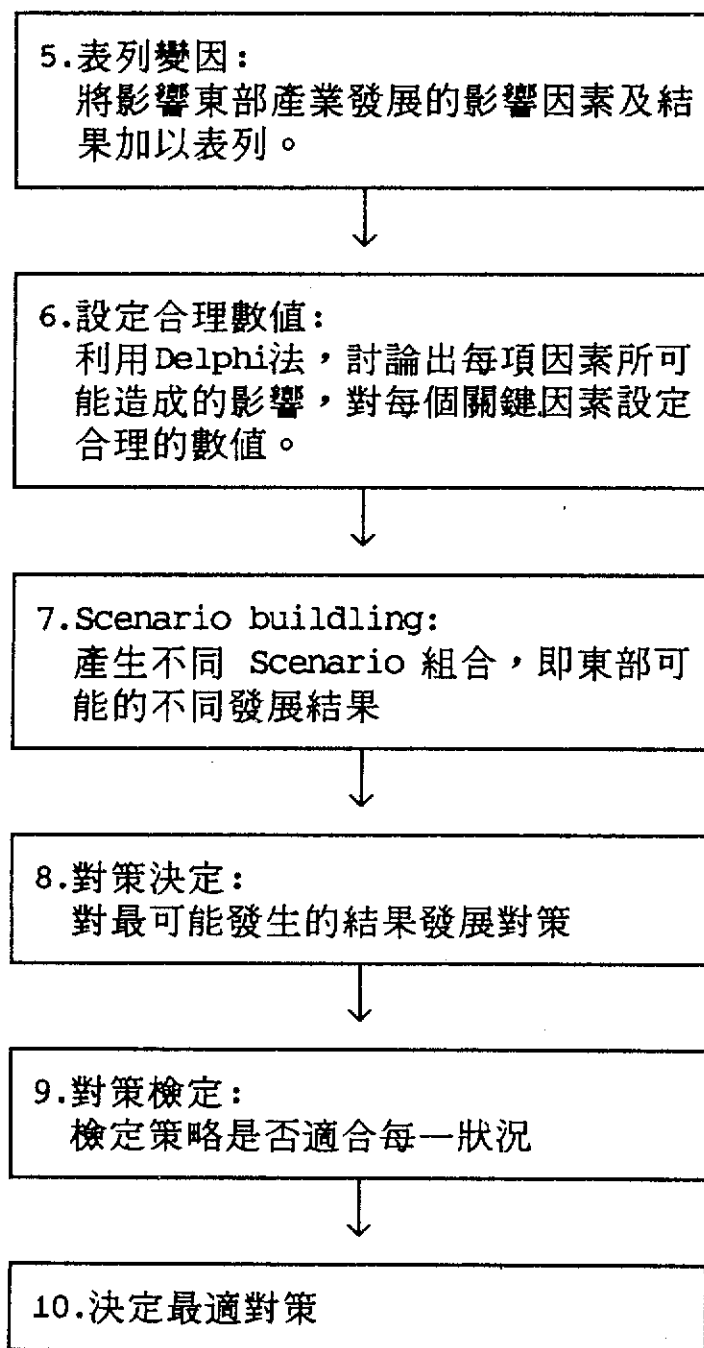 5.表列變因:
將影響東部產業發展的影響因素及結
果加以表列。
6.設定合理數值:
利用Delphi法，討論出每項因素所可
能造成的影響，對每個關鍵因素設定
合理的數值。
7.Scenario buildling:
產生不同 Scenario 組合，即東部可
能的不同發展結果
8.對策決定:
對最可能發生的結果發展對策
9.對策檢定:
檢定策略是否適合每一狀況
10.決定最適對策